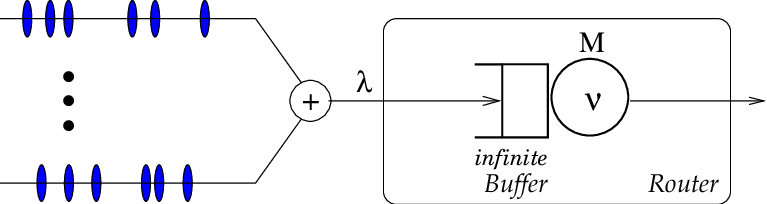 +
λ
M
ν
infinite
Buffer
Router